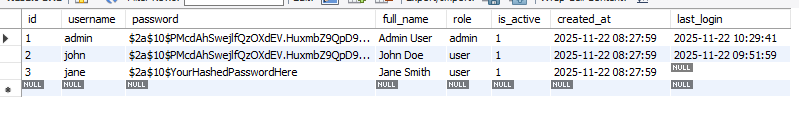 id username password full_name role is_active created_at last_login
1 admin $2a$10$PMcdAhSwejlfQzOXdEV.HuxmbZ9QpD9... Admin User admin 1 2025-11-22 08:27:59 2025-11-22 10:29:41
2 john $2a$10$PMcdAhSwejlfQzOXdEV.HuxmbZ9QpD9... John Doe user 1 2025-11-22 08:27:59 2025-11-22 09:51:59
3 jane $2a$10$YourHashedPasswordHere Jane Smith user 1 2025-11-22 08:27:59 NULL
NULL NULL NULL NULL NULL NULL NULL NULL